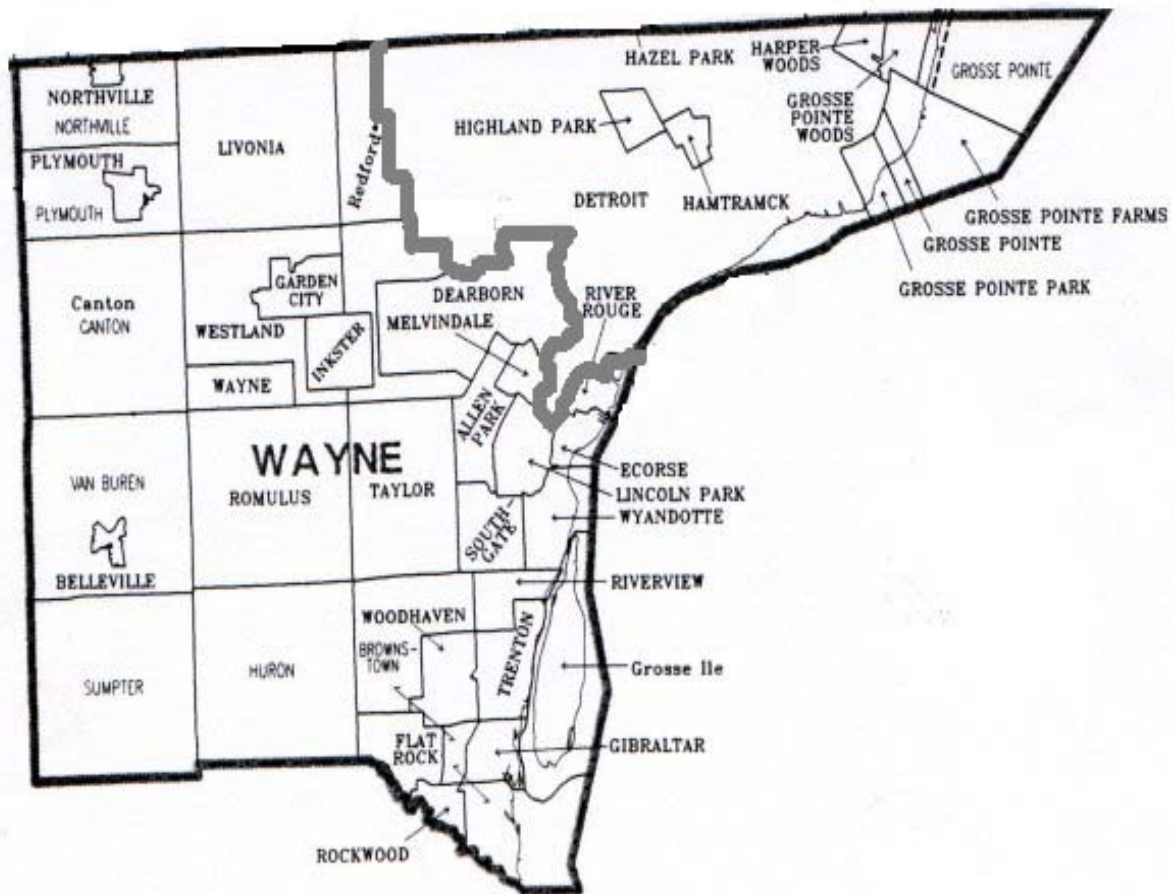 HAZEL PARK
HARPER
WOODS
GROSSE POINTE
GROSSE
POINTE
WOODS
NORTHVILLE
NORTHVILLE
LIVONIA
Redford
HIGHLAND PARK
PLYMOUTH
PLYMOUTH
DETROIT
HAMTRAMCK
GROSSE POINTE FARMS
GROSSE POINTE
GROSSE POINTE PARK
Canton
CANTON
GARDEN
CITY
WESTLAND
DEARBORN
MELVINDALE
RIVER
ROUGE
INKSTER
WAYNE
ALLEN
PARK
WAYNE
VAN BUREN
ROMULUS
TAYLOR
ECORSE
LINCOLN PARK
WYANDOTTE
SOUTH-
GATE
BELLEVILLE
RIVERVIEW
WOODHAVEN
BROWNS-
TOWN
TRENTON
Grosse Ile
SUMPTER
HURON
FLAT
ROCK
GIBRALTAR
ROCKWOOD